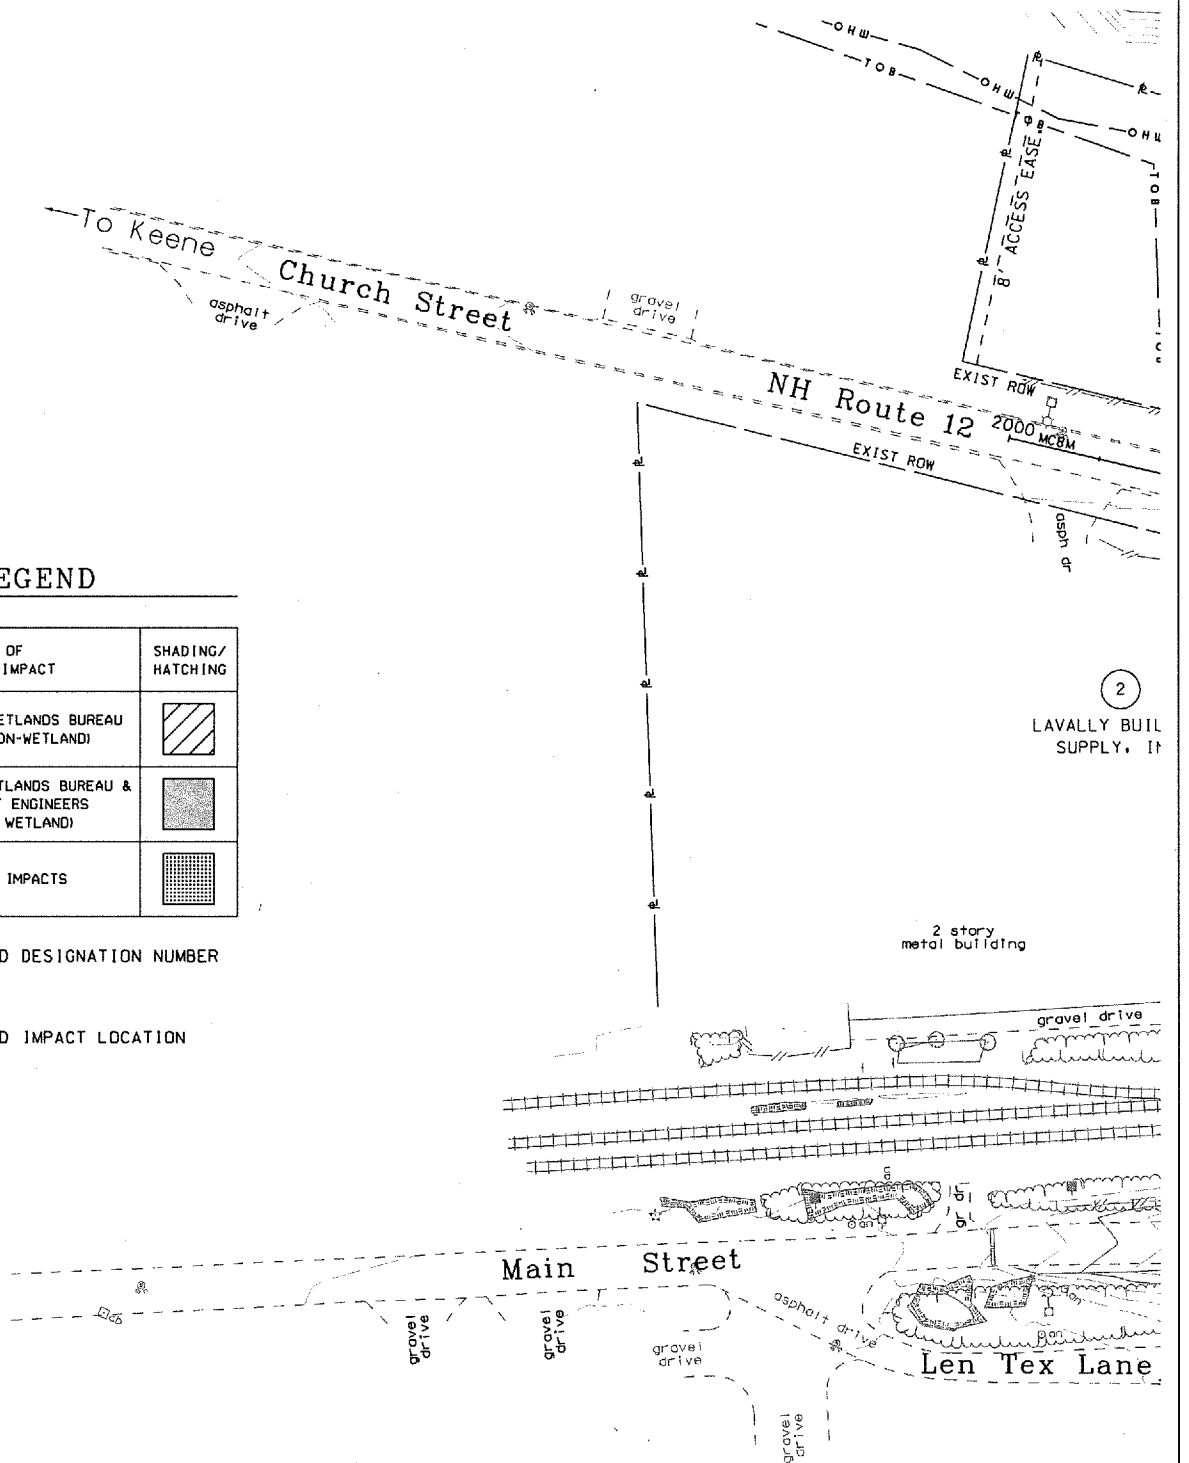 OHW
TOB
OHW
OHW
TOB
8' ACCESS EASE.
To Keene
Church Street
asphalt
drive
gravel
drive
NH Route 12
EXIST ROW
2000
MCBM
EXIST ROW
asph dr
EGEND
OF
IMPACT
SHADING/
HATCHING
ETLANDS BUREAU
ON-WETLAND)
TLANDS BUREAU &
ENGINEERS
WETLAND)
IMPACTS
D DESIGNATION NUMBER
D IMPACT LOCATION
2
LAVALLY BUIL
SUPPLY, IN
2 story
metal building
gravel drive
gr dr
Main Street
cb
gravel
drive
gravel
drive
gravel
drive
asphalt drive
Len Tex Lane
gravel
drive